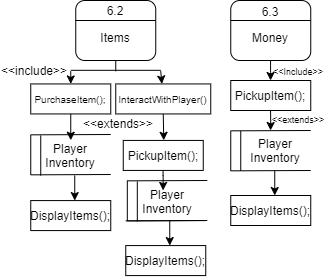 6.2
Items
<<include>>
PurchaseItem();
InteractWithPlayer()
<<extends>>
Player
Inventory
PickupItem();
Player
Inventory
DisplayItems();
DisplayItems();
6.3
Money
<<Include>>
PickupItem();
<<extends>>
Player
Inventory
DisplayItems();